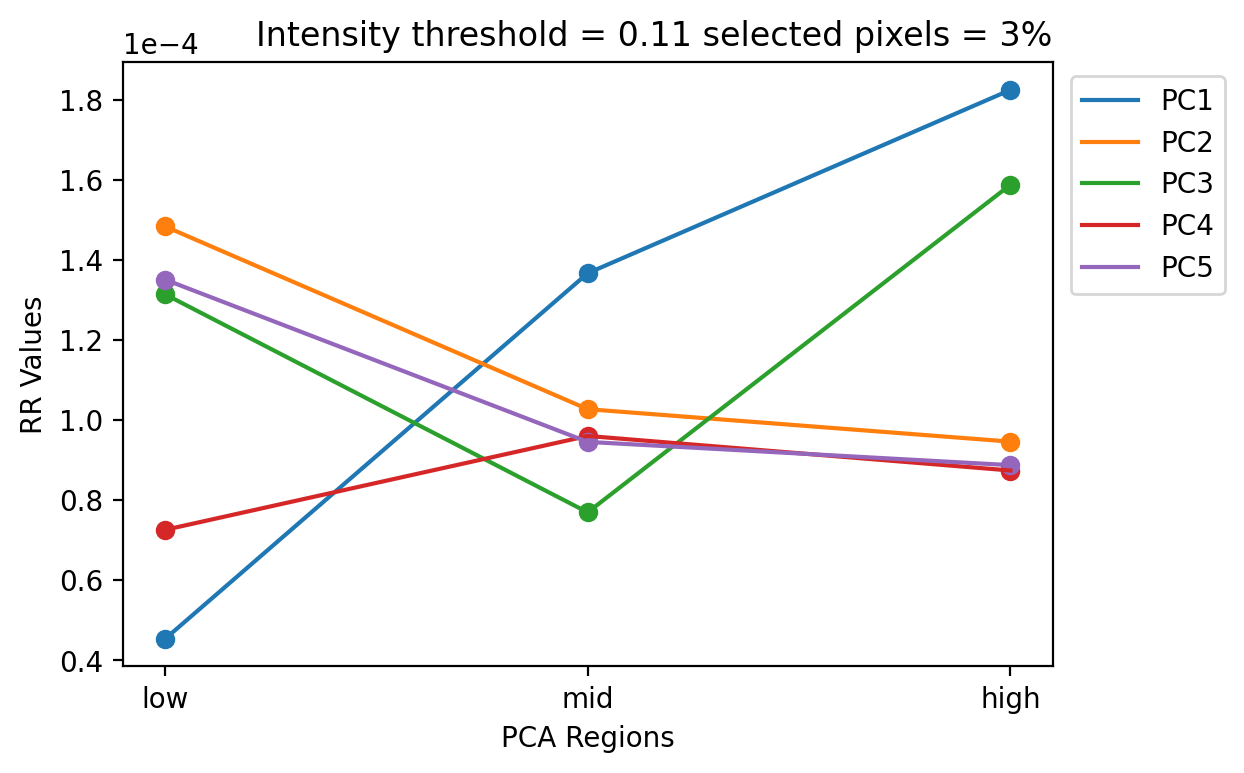 Intensity threshold = 0.11 selected pixels = 3%
1e−4
1.8
1.6
1.4
1.2
1.0
0.8
0.6
0.4
RR Values
low
mid
high
PCA Regions
PC1
PC2
PC3
PC4
PC5